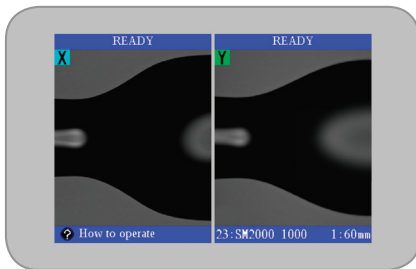 READY
X
How to operate
READY
Y
23:SM2000 1000 1:60mm